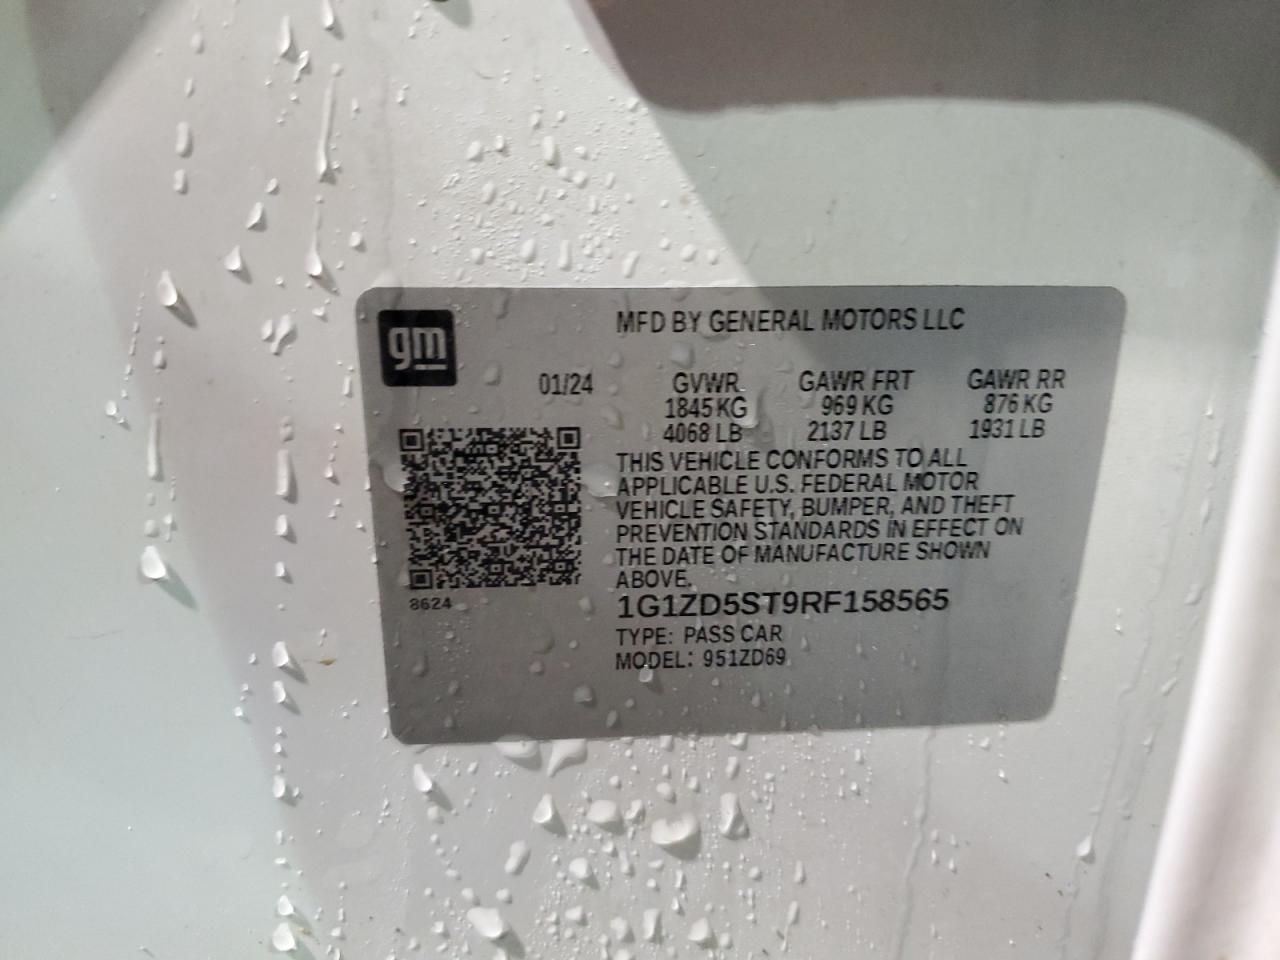 gm
MFD BY GENERAL MOTORS LLC
01/24 GVWR GAWR FRT GAWR RR
1845 KG 969 KG 876 KG
4068 LB 2137 LB 1931 LB
THIS VEHICLE CONFORMS TO ALL
APPLICABLE U.S. FEDERAL MOTOR
VEHICLE SAFETY, BUMPER, AND THEFT
PREVENTION STANDARDS IN EFFECT ON
THE DATE OF MANUFACTURE SHOWN
ABOVE.
8624
1G1ZD5ST9RF158565
TYPE: PASS CAR
MODEL: 951ZD69